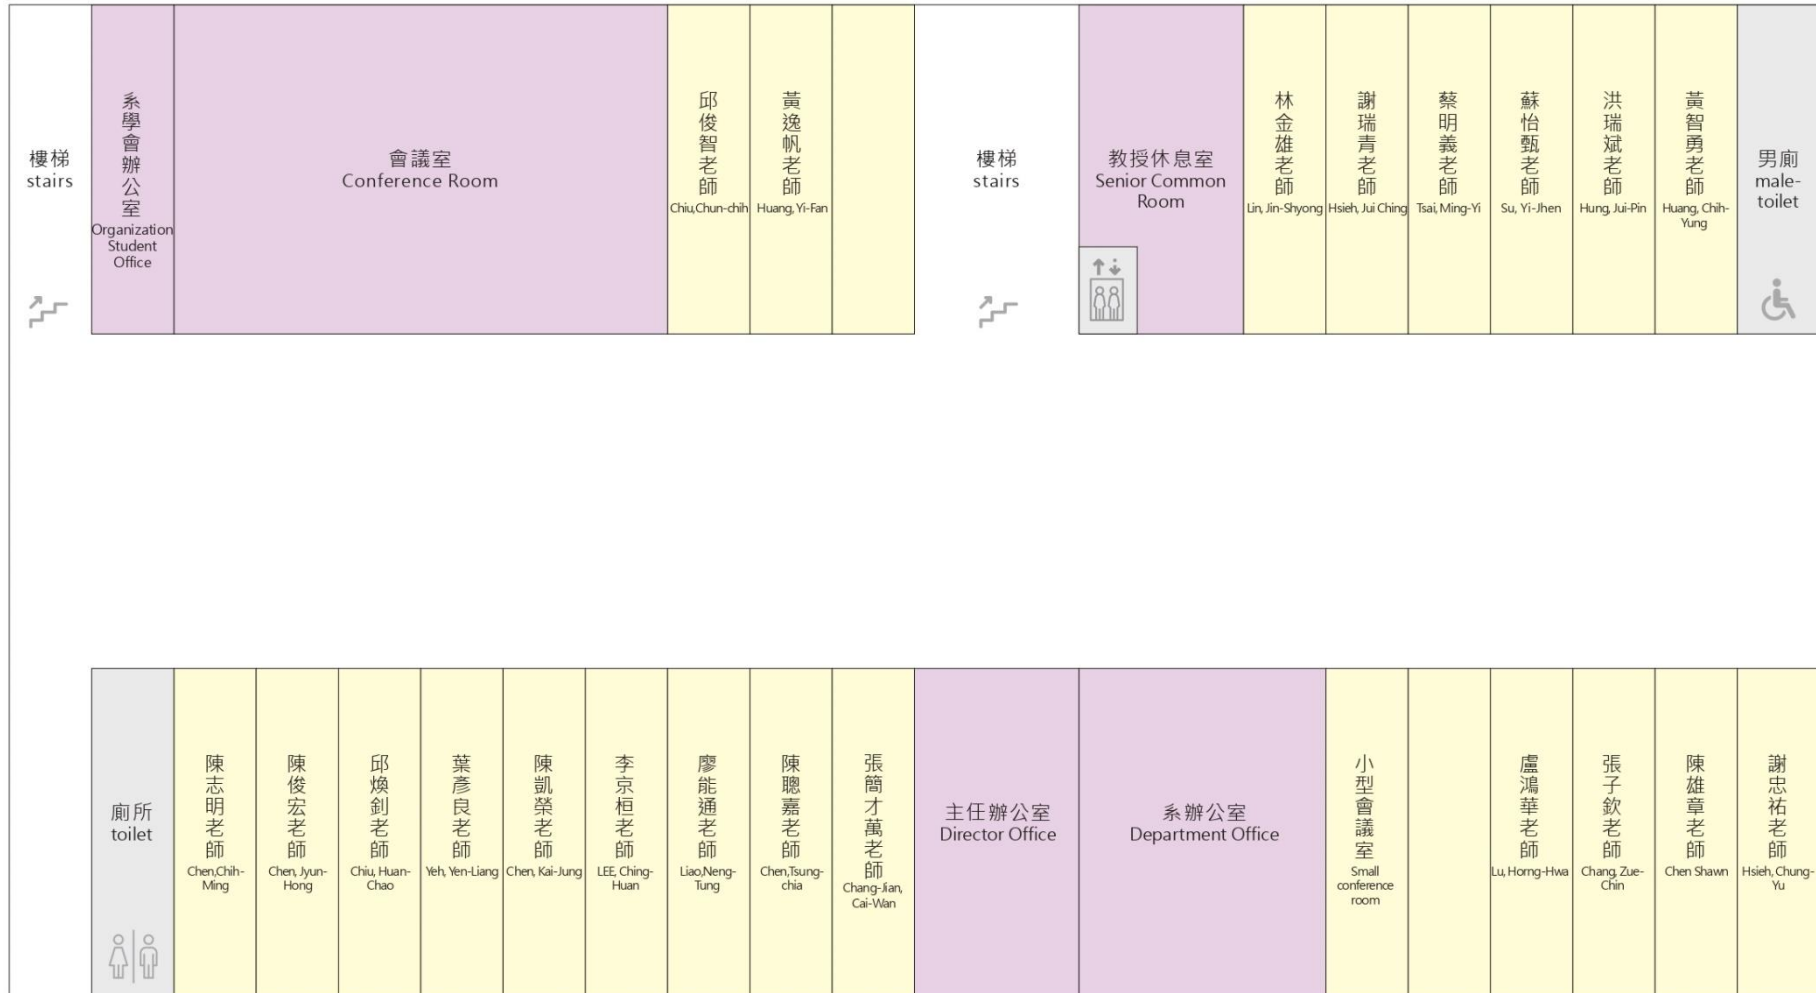 樓梯
stairs
系學會辦公室
Organization
Student
Office
會議室
Conference Room
邱俊智老師
Chiu,Chun-chih
黃逸帆老師
Huang, Yi-Fan
樓梯
stairs
教授休息室
Senior Common
Room
林金雄老師
Lin, Jin-Shyong
謝瑞青老師
Hsieh, Jui Ching
蔡明義老師
Tsai, Ming-Yi
蘇怡甄老師
Su, Yi-Jhen
洪瑞斌老師
Hung, Jui-Pin
黃智勇老師
Huang, Chih-
Yung
男廁
male-
toilet
廁所
toilet
陳志明老師
Chen,Chih-
Ming
陳俊宏老師
Chen, Jyun-
Hong
邱煥釗老師
Chiu, Huan-
Chao
葉彥良老師
Yeh, Yen-Liang
陳凱榮老師
Chen, Kai-Jung
李京桓老師
LEE, Ching-
Huan
廖能通老師
Liao,Neng-
Tung
陳聰嘉老師
Chen,Tsung-
chia
張簡才萬老師
Chang-Jian,
Cai-Wan
主任辦公室
Director Office
系辦公室
Department Office
小型會議室
Small
conference
room
盧鴻華老師
Lu, Horng-Hwa
張子欽老師
Chang, Zue-
Chin
陳雄章老師
Chen Shawn
謝忠祐老師
Hsieh, Chung-
Yu